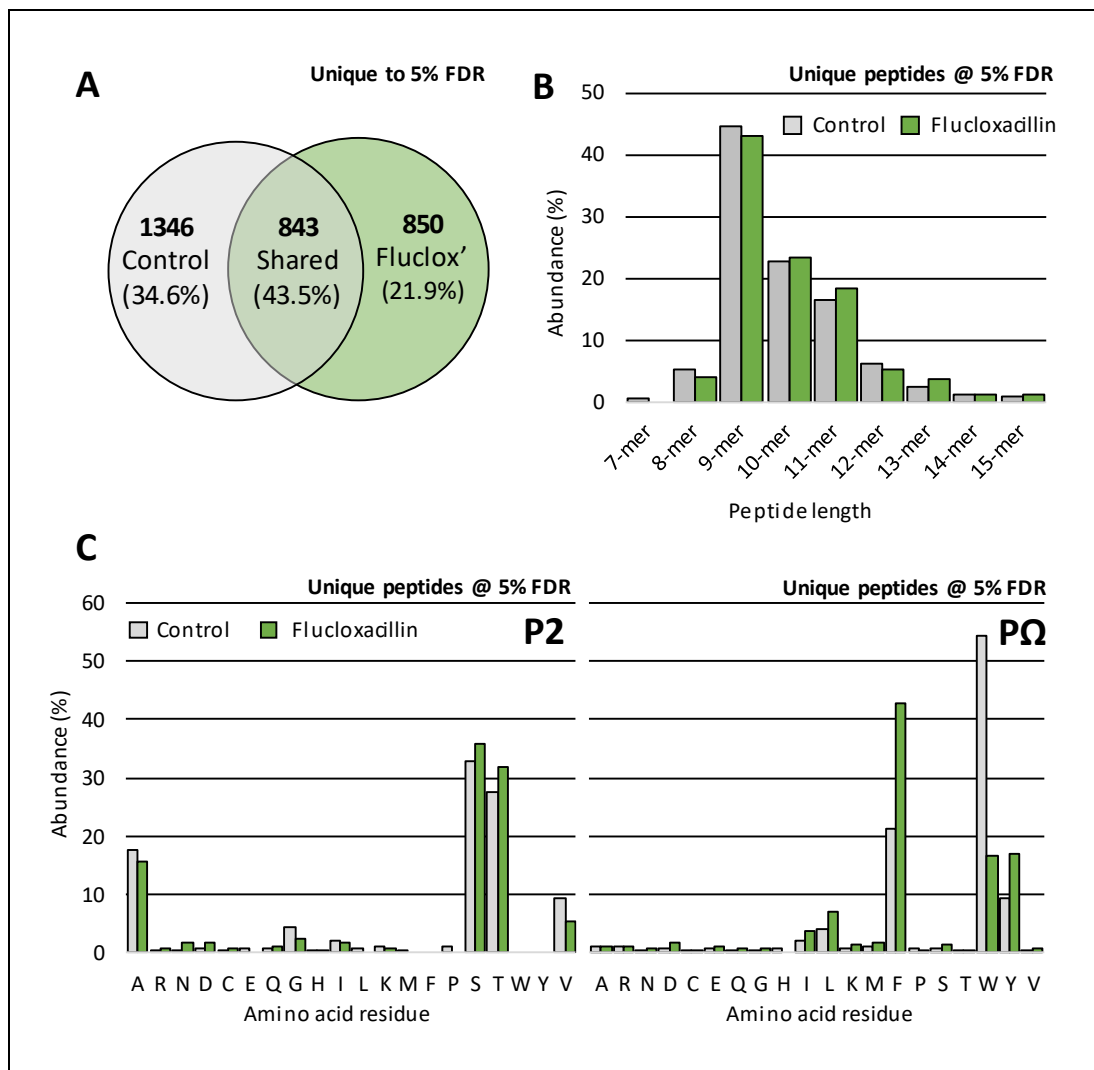 A
Unique to 5% FDR
1346
Control
(34.6%)
843
Shared
(43.5%)
850
Fluclox’
(21.9%)
B
Unique peptides @ 5% FDR
Control
Flucloxacillin
Abundance (%)
50
40
30
20
10
0
7-mer
8-mer
9-mer
10-mer
11-mer
12-mer
13-mer
14-mer
15-mer
Peptide length
C
Unique peptides @ 5% FDR
Control
Flucloxacillin
P2
Abundance (%)
60
50
40
30
20
10
0
A R N D C E Q G H I L K M F P S T W Y V
Amino acid residue
Unique peptides @ 5% FDR
PΩ
A R N D C E Q G H I L K M F P S T W Y V
Amino acid residue